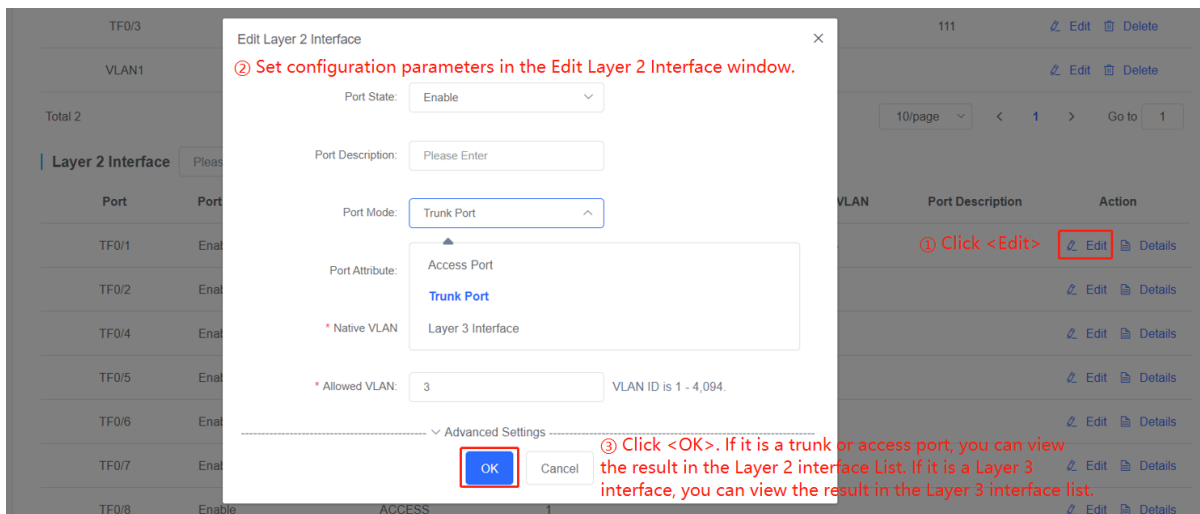 TF0/3 111 Edit Delete
Edit Layer 2 Interface
② Set configuration parameters in the Edit Layer 2 Interface window.
VLAN1 Edit Delete
Port State: Enable
Total 2 10/page < 1 > Go to 1
Port Description: Please Enter
Layer 2 Interface Pleas
Port Port VLAN Port Description Action
Port Mode: Trunk Port
TF0/1 Enab ① Click <Edit> Edit Details
Access Port
Port Attribute:
TF0/2 Enab Edit Details
Trunk Port
* Native VLAN Layer 3 Interface
TF0/4 Enab Edit Details
TF0/5 Enab Edit Details
* Allowed VLAN: 3 VLAN ID is 1 - 4,094.
TF0/6 Enab Edit Details
Advanced Settings
③ Click <OK>. If it is a trunk or access port, you can view
the result in the Layer 2 interface List. If it is a Layer 3
interface, you can view the result in the Layer 3 interface list.
TF0/7 Enab Edit Details
OK Cancel
TF0/8 Enable ACCESS 1 Edit Details